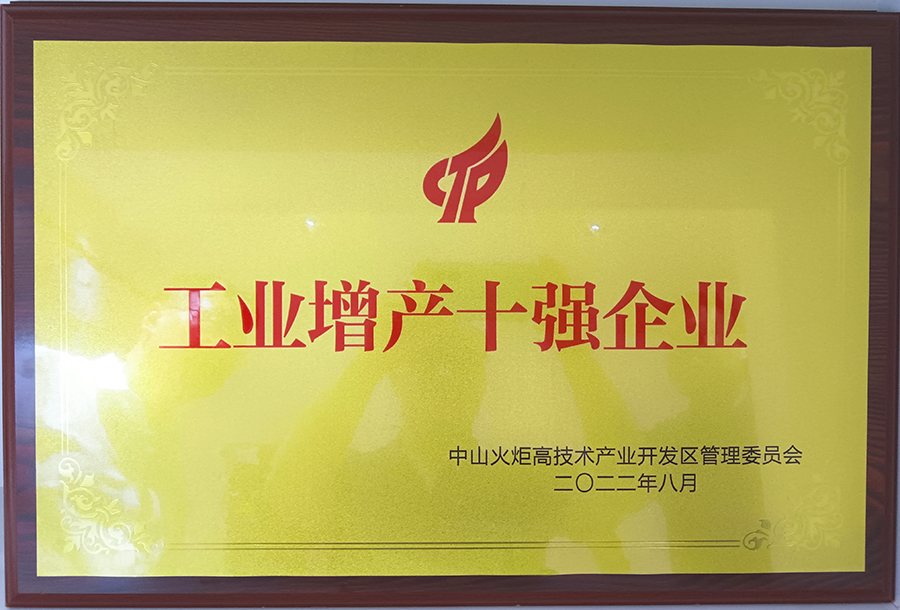 CTP
工业增产十强企业
中山火炬高技术产业开发区管理委员会
二〇二二年八月